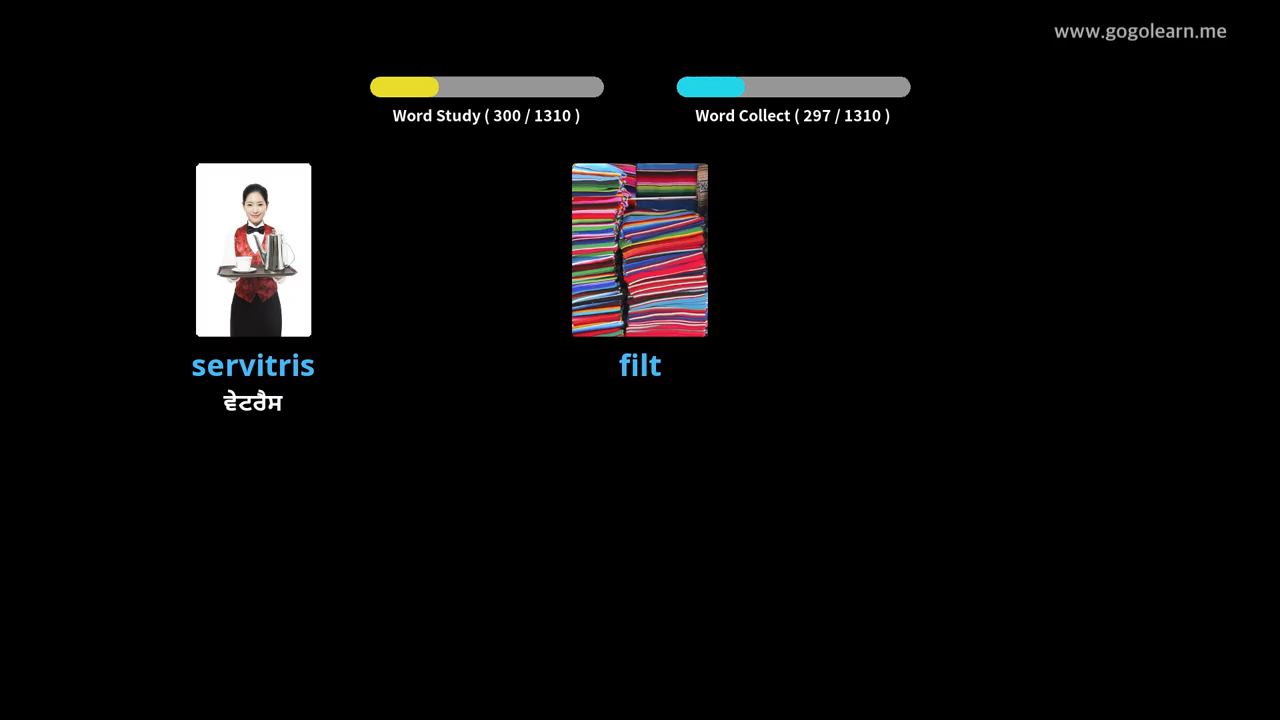 www.gogolearn.me
Word Study ( 300 / 1310 )
Word Collect ( 297 / 1310 )
servitris
filt
ਵੇਟਰੈਸ